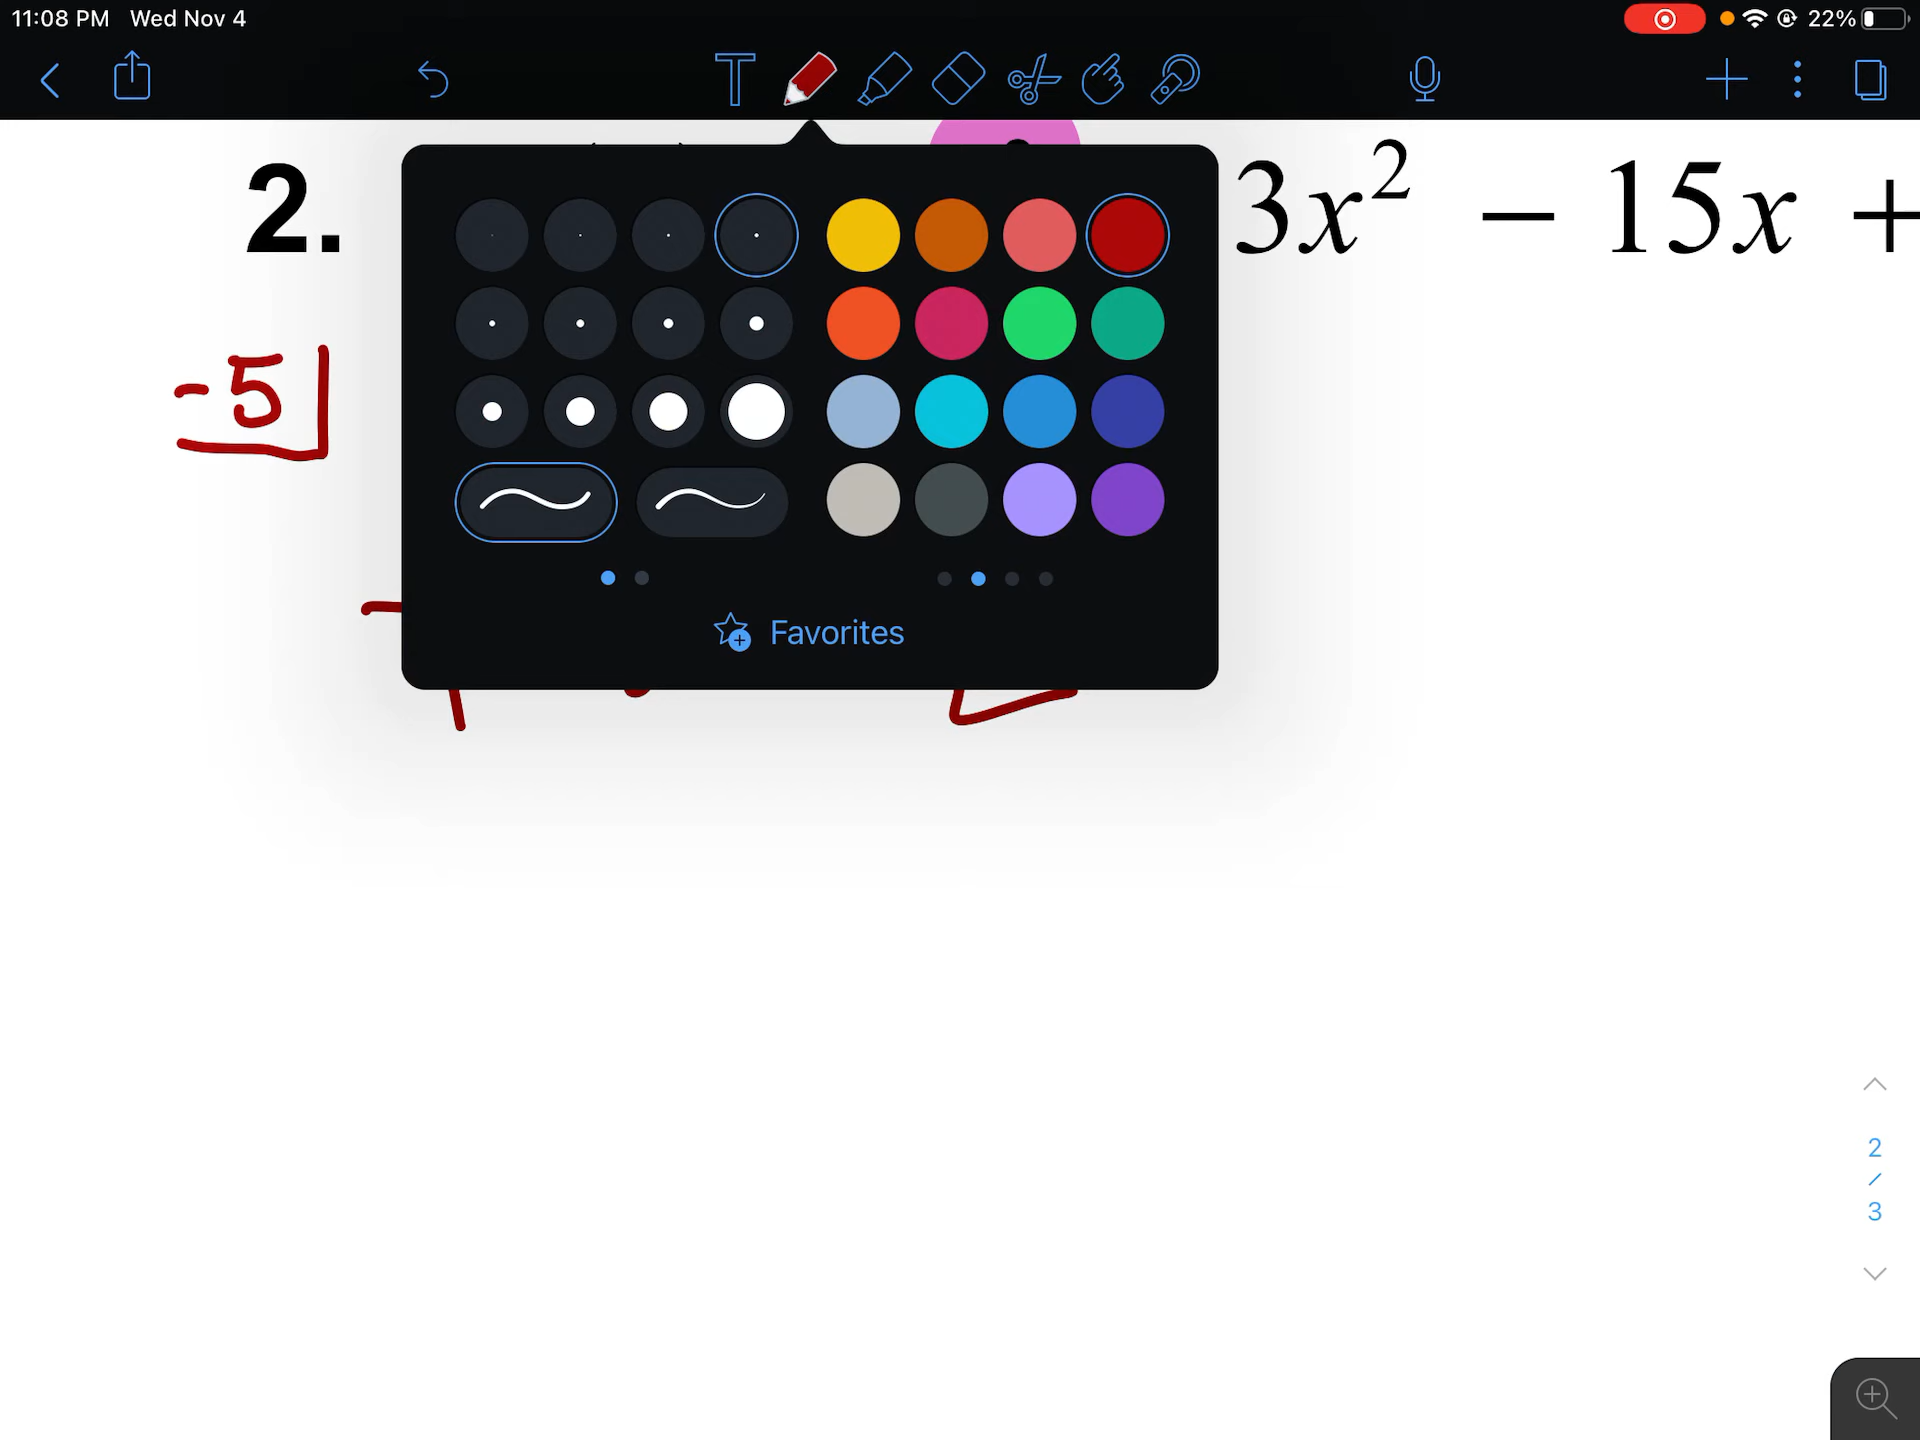 11:08 PM Wed Nov 4 22%
T
2. 3x² − 15x +
-5
Favorites
2
/
3